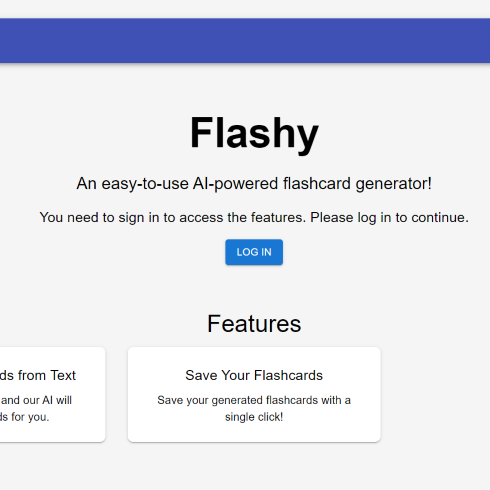 Flashy
An easy-to-use AI-powered flashcard generator!
You need to sign in to access the features. Please log in to continue.
LOG IN
Features
ds from Text
and our AI will
ds for you.
Save Your Flashcards
Save your generated flashcards with a
single click!